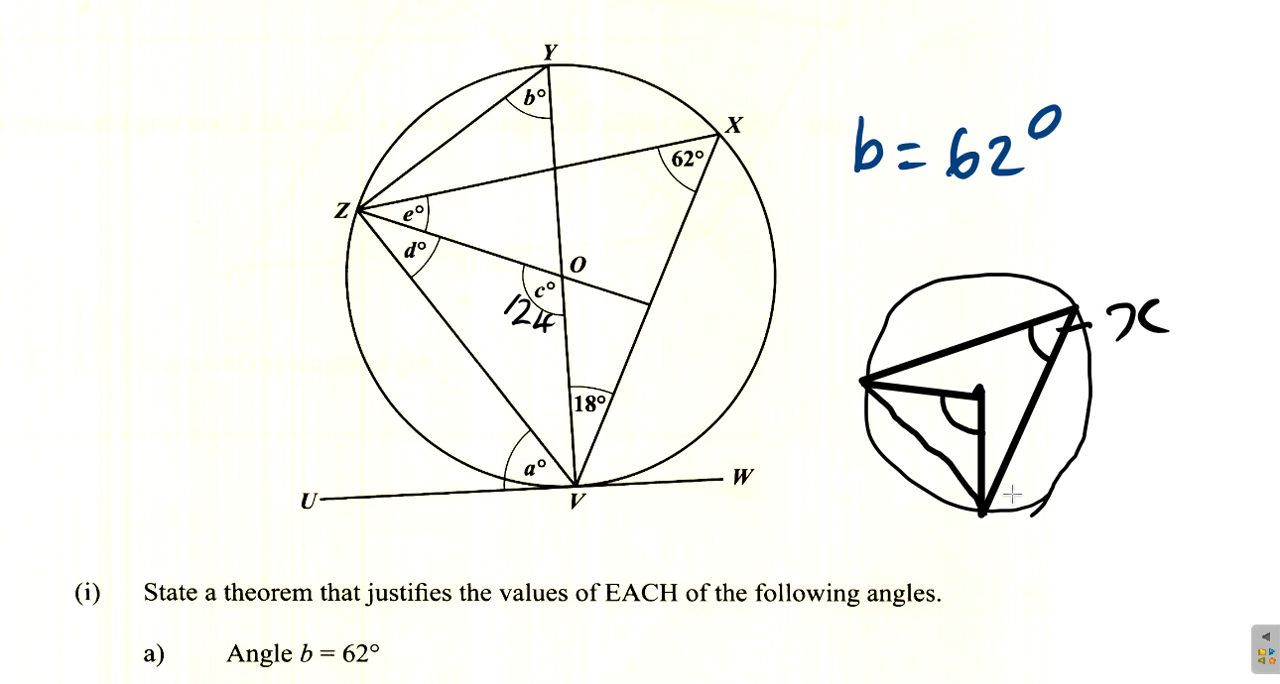 Y
b°
X
62°
b = 62°
Z
e°
d°
O
c°
124
x
18°
a°
U
V
W
(i) State a theorem that justifies the values of EACH of the following angles.
a) Angle b = 62°